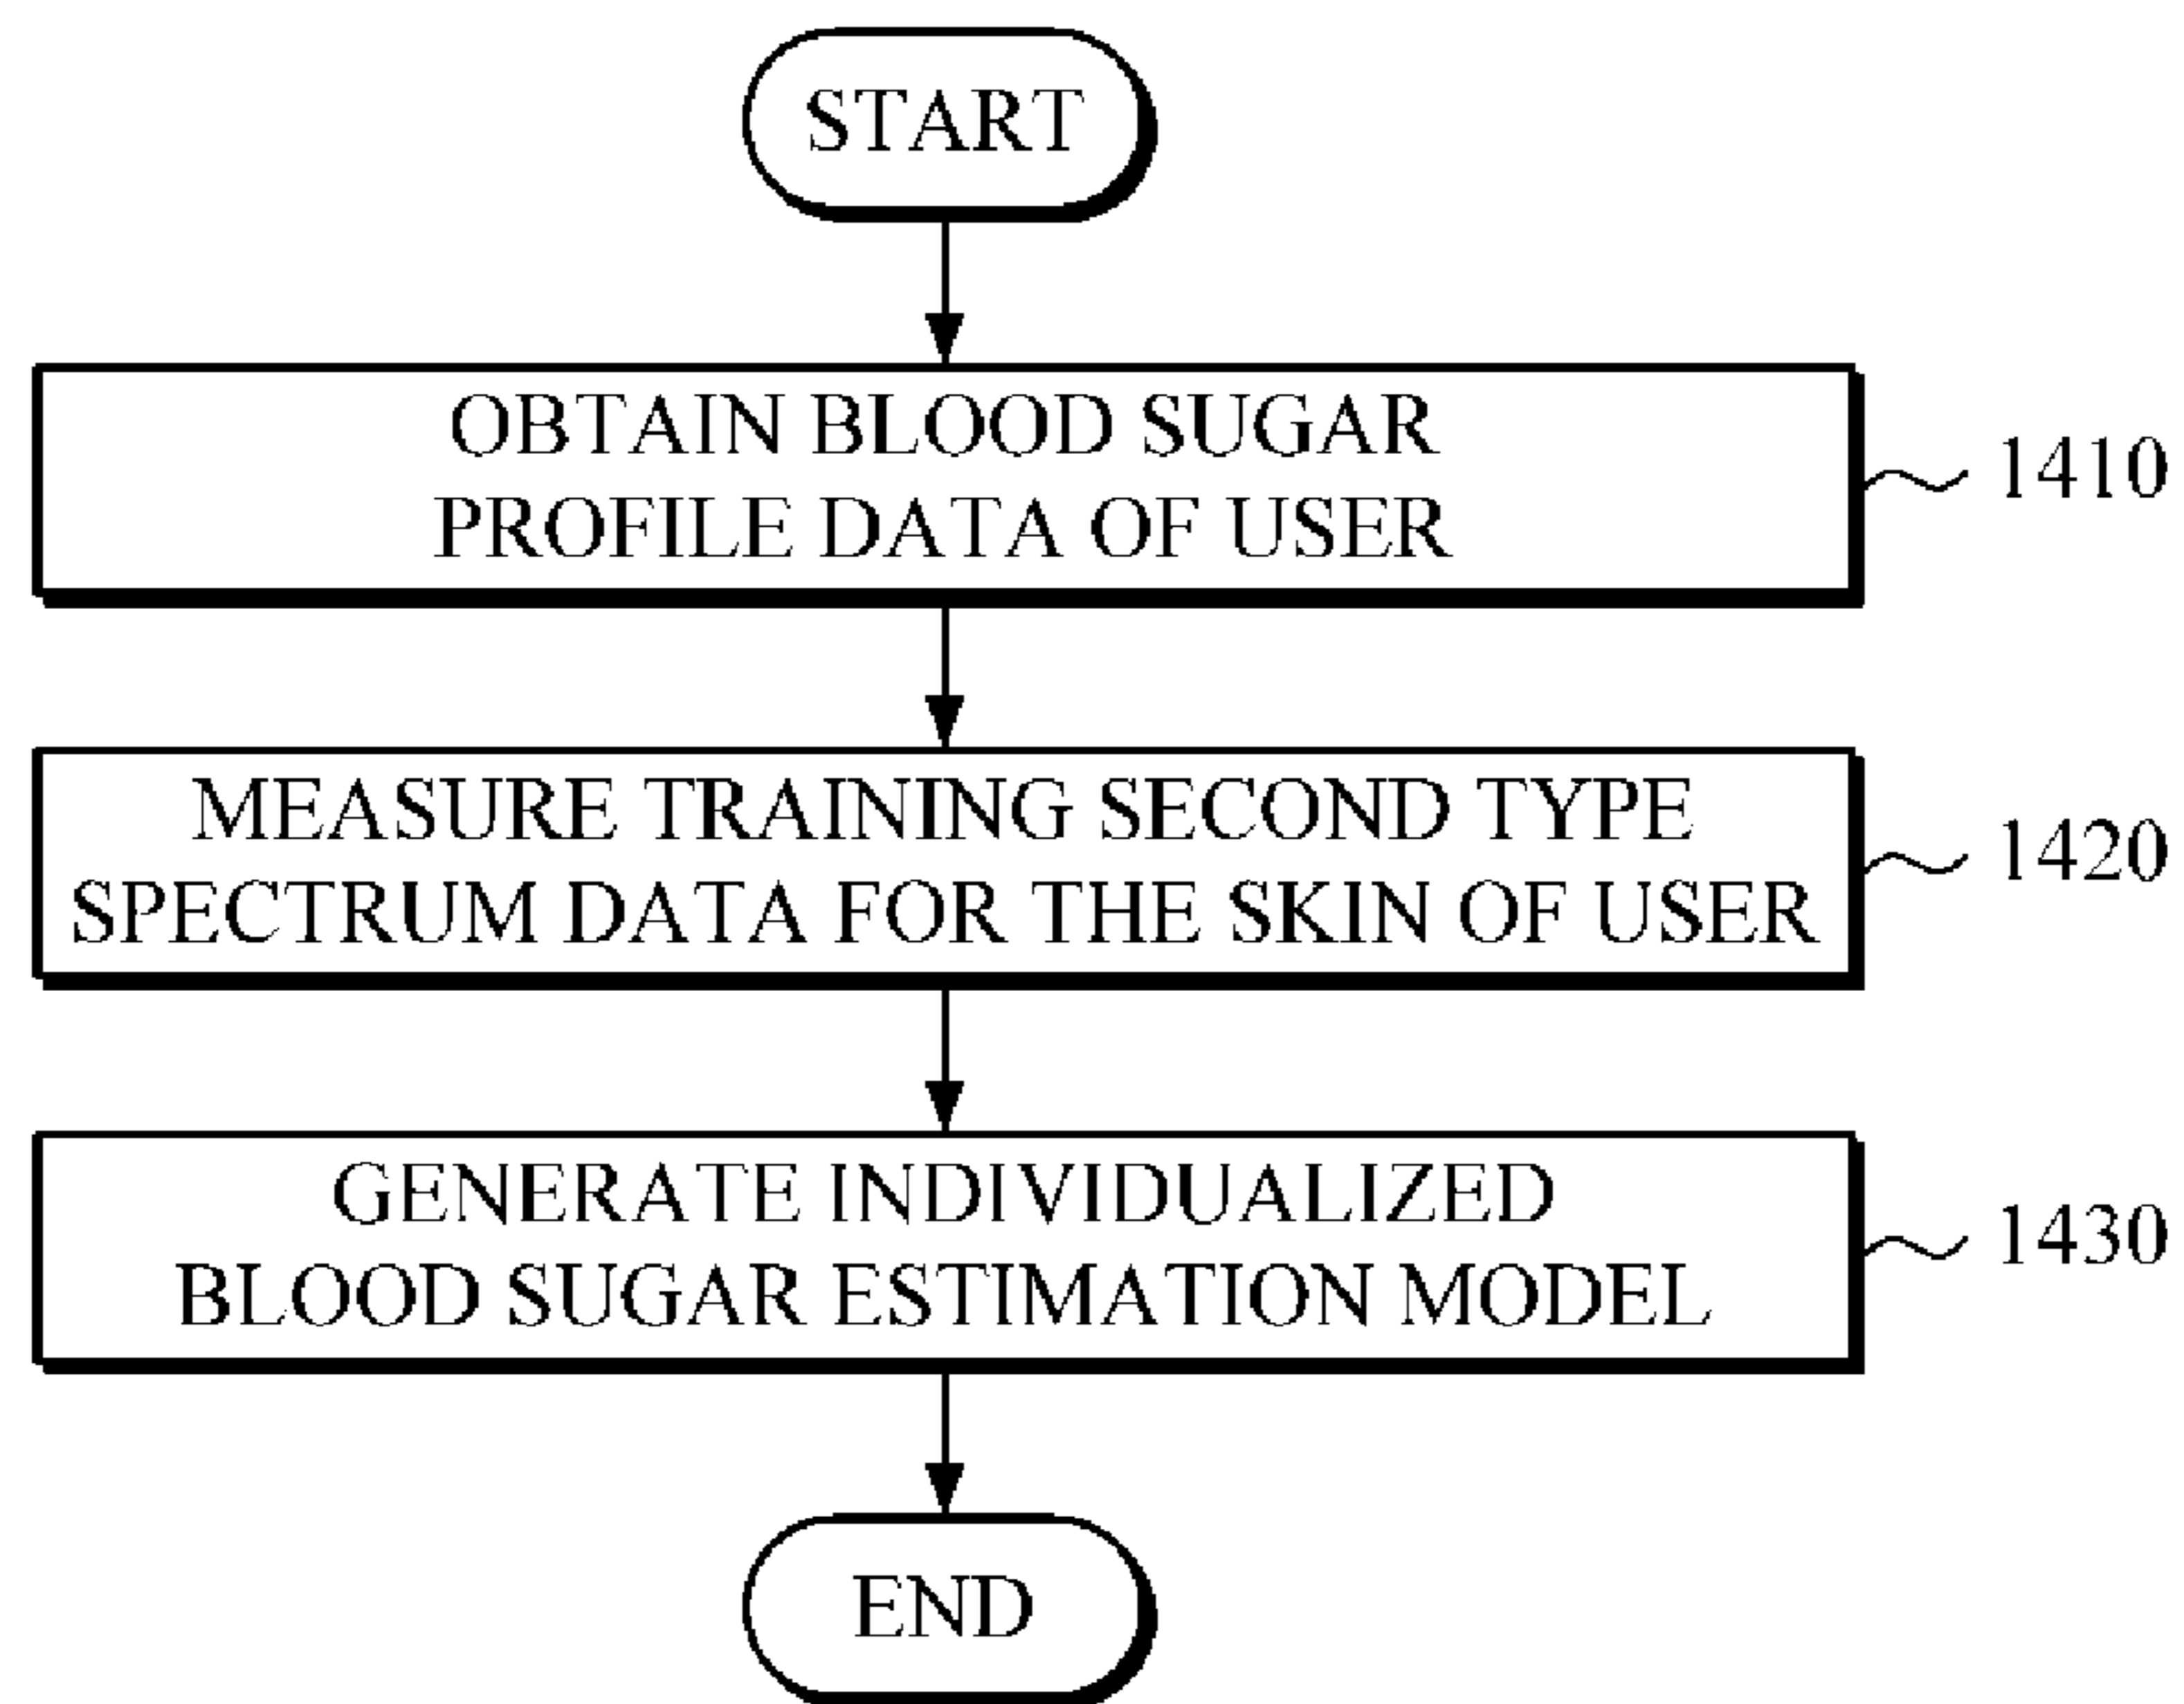 START
OBTAIN BLOOD SUGAR
PROFILE DATA OF USER
1410
MEASURE TRAINING SECOND TYPE
SPECTRUM DATA FOR THE SKIN OF USER
1420
GENERATE INDIVIDUALIZED
BLOOD SUGAR ESTIMATION MODEL
1430
END